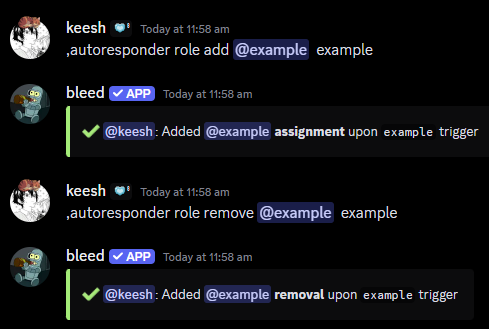 keesh 8 Today at 11:58 am
,autoresponder role add @example example
bleed ✓ APP Today at 11:58 am
@keesh: Added @example assignment upon example trigger
keesh 8 Today at 11:58 am
,autoresponder role remove @example example
bleed ✓ APP Today at 11:58 am
@keesh: Added @example removal upon example trigger